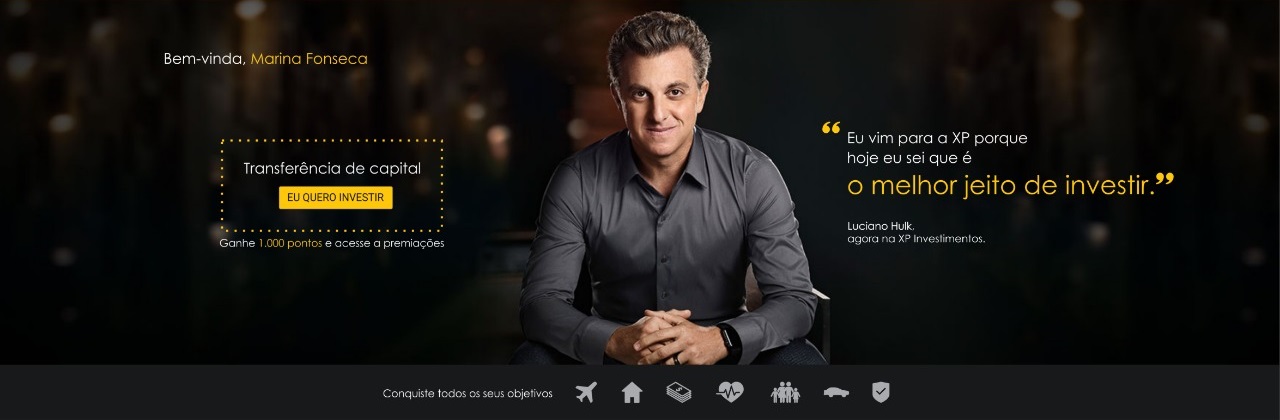 Bem-vinda, Marina Fonseca
Transferência de capital
EU QUERO INVESTIR
Ganhe 1.000 pontos e acesse a premiações
“ Eu vim para a XP porque
hoje eu sei que é
o melhor jeito de investir.”
Luciano Hulk,
agora na XP Investimentos.
Conquiste todos os seus objetivos